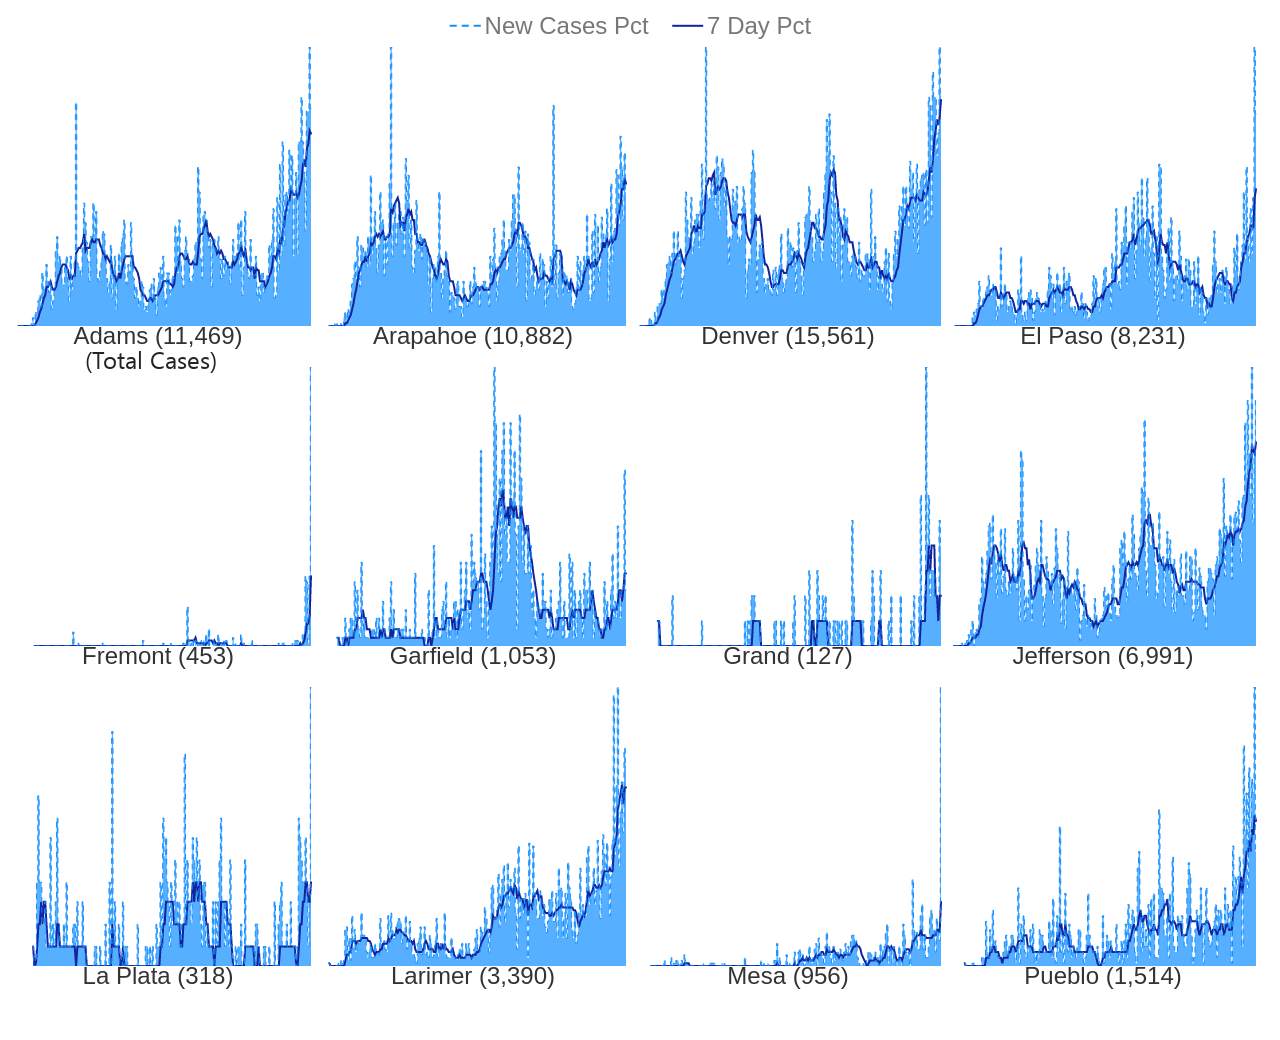 New Cases Pct 7 Day Pct
Adams (11,469) Arapahoe (10,882) Denver (15,561) El Paso (8,231)
(Total Cases)
Fremont (453) Garfield (1,053) Grand (127) Jefferson (6,991)
La Plata (318) Larimer (3,390) Mesa (956) Pueblo (1,514)